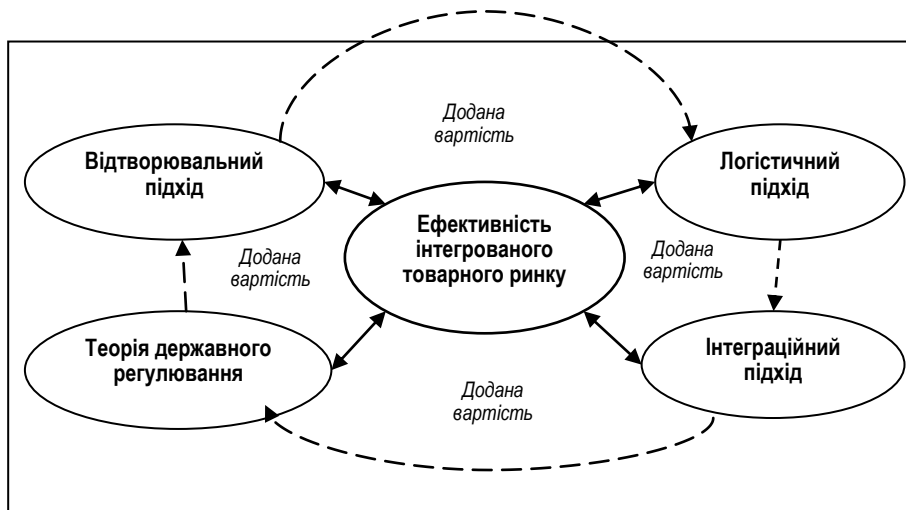 Додана
вартість
Відтворювальний
підхід
Логістичний
підхід
Ефективність
інтегрованого
товарного ринку
Додана
вартість
Додана
вартість
Теорія державного
регулювання
Інтеграційний
підхід
Додана
вартість